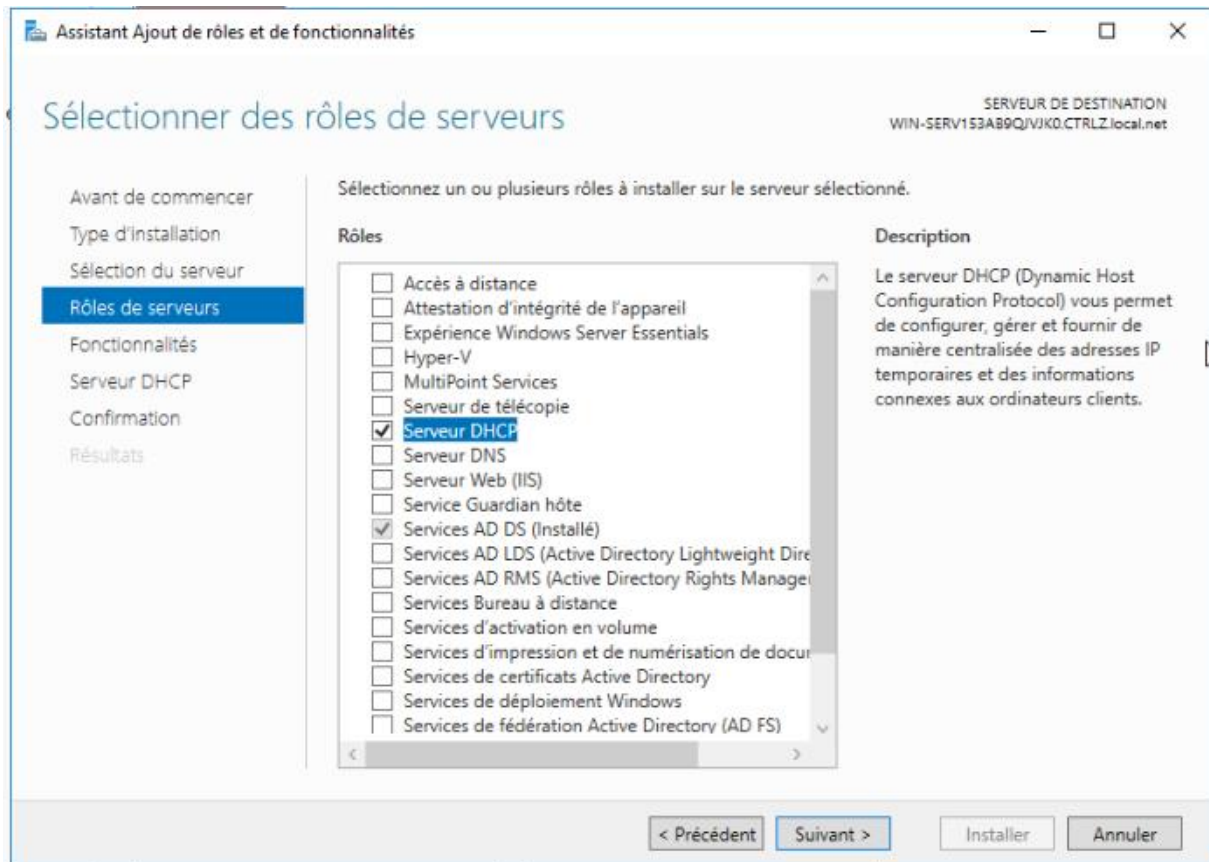 Assistant Ajout de rôles et de fonctionnalités
Sélectionner des rôles de serveurs
SERVEUR DE DESTINATION
WIN-SERV153AB9QJVJK0.CTRLZ.local.net
Avant de commencer
Type d'installation
Sélection du serveur
Rôles de serveurs
Fonctionnalités
Serveur DHCP
Confirmation
Résultats
Sélectionnez un ou plusieurs rôles à installer sur le serveur sélectionné.
Rôles
Accès à distance
Attestation d'intégrité de l'appareil
Expérience Windows Server Essentials
Hyper-V
MultiPoint Services
Serveur de télécopie
Serveur DHCP
Serveur DNS
Serveur Web (IIS)
Service Guardian hôte
Services AD DS (Installé)
Services AD LDS (Active Directory Lightweight Dire
Services AD RMS (Active Directory Rights Manager
Services Bureau à distance
Services d'activation en volume
Services d'impression et de numérisation de docur
Services de certificats Active Directory
Services de déploiement Windows
Services de fédération Active Directory (AD FS)
Description
Le serveur DHCP (Dynamic Host
Configuration Protocol) vous permet
de configurer, gérer et fournir de
manière centralisée des adresses IP
temporaires et des informations
connexes aux ordinateurs clients.
< Précédent
Suivant >
Installer
Annuler